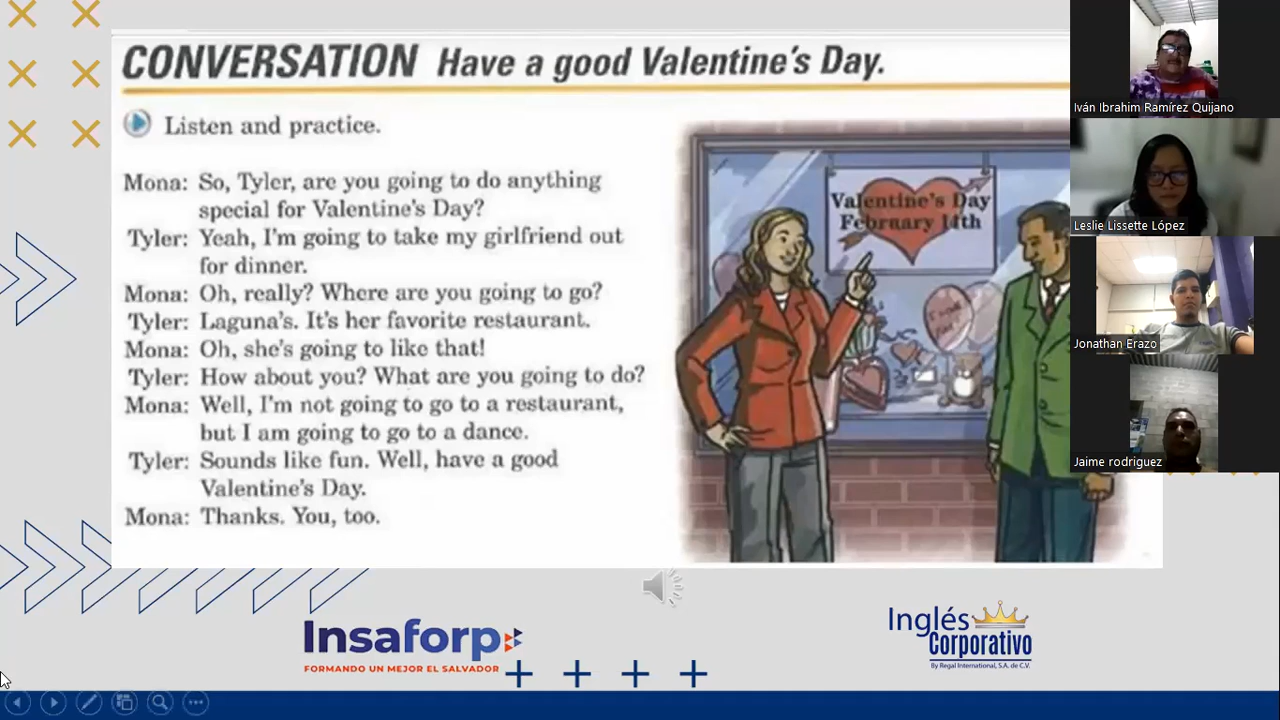 CONVERSATION Have a good Valentine's Day.
Listen and practice.
Mona: So, Tyler, are you going to do anything
special for Valentine's Day?
Tyler: Yeah, I'm going to take my girlfriend out
for dinner.
Mona: Oh, really? Where are you going to go?
Tyler: Laguna's. It's her favorite restaurant.
Mona: Oh, she's going to like that!
Tyler: How about you? What are you going to do?
Mona: Well, I'm not going to go to a restaurant,
but I am going to go to a dance.
Tyler: Sounds like fun. Well, have a good
Valentine's Day.
Mona: Thanks. You, too.
Valentine's Day
February 14th
Iván Ibrahim Ramírez Quijano
Leslie Lissette López
Jonathan Erazo
Jaime rodriguez
Insaforp
FORMANDO UN MEJOR EL SALVADOR
Inglés
Corporativo
By Regal International, S.A. de C.V.